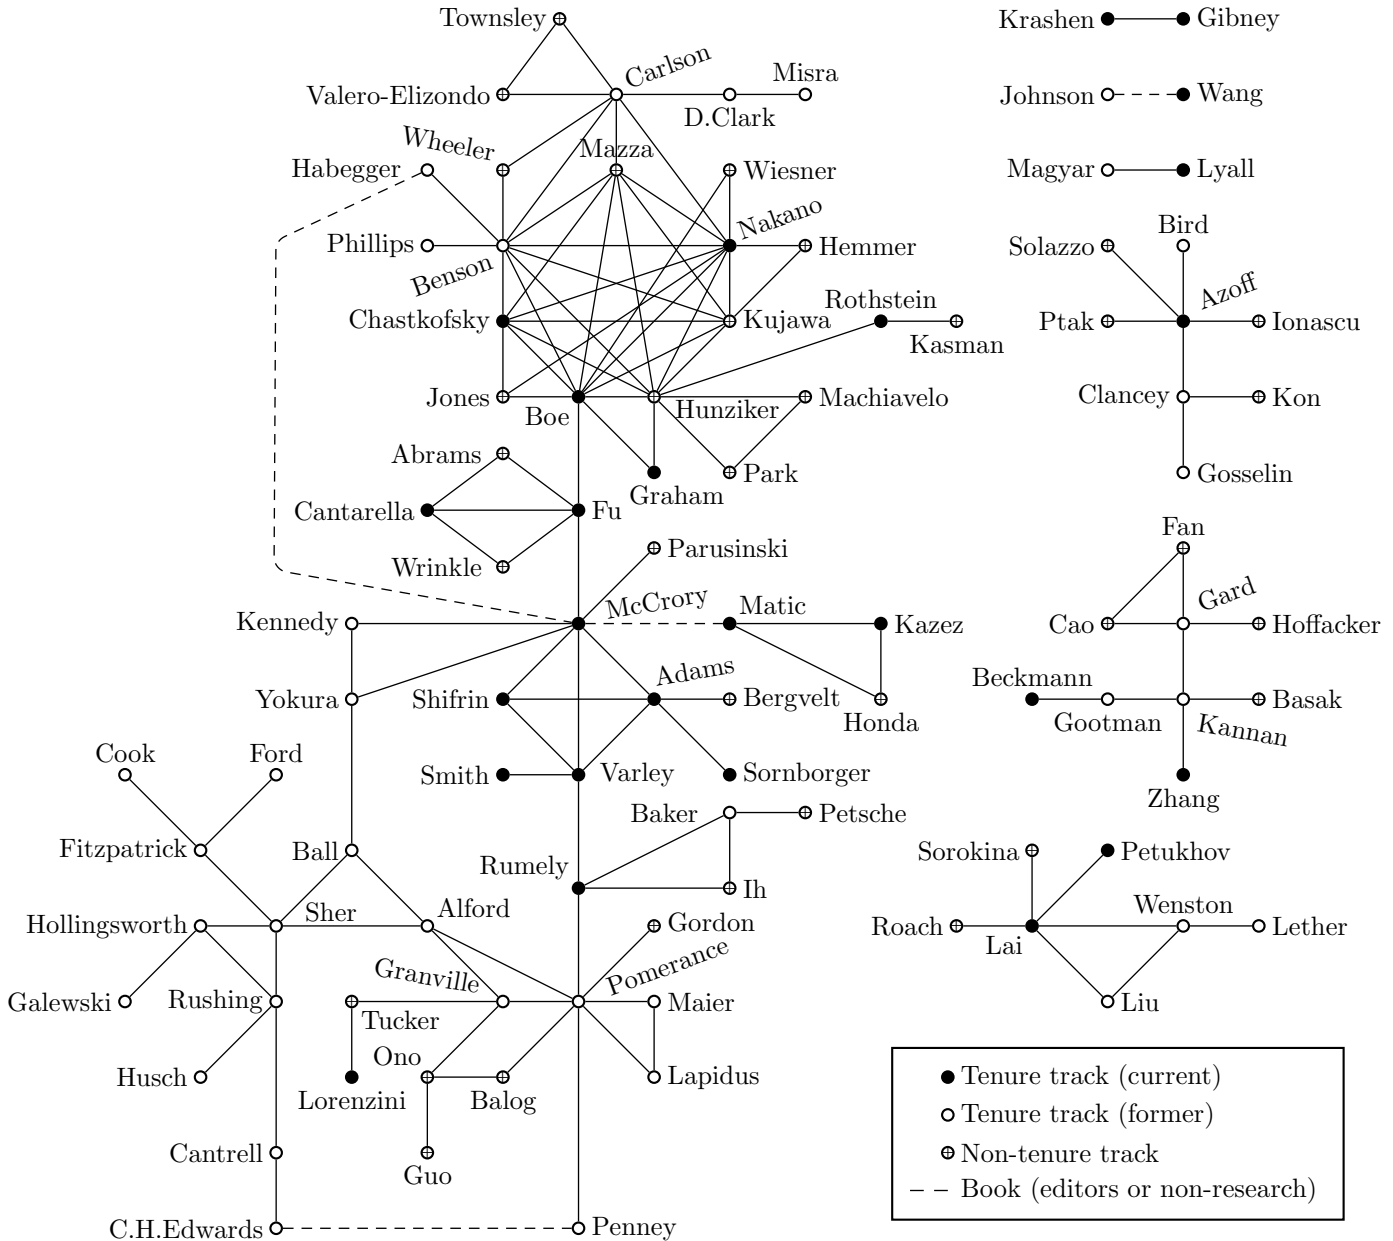 Townsley
Krashen
Gibney
Carlson
Misra
Valero-Elizondo
D.Clark
Johnson
Wang
Wheeler
Mazza
Habegger
Wiesner
Magyar
Lyall
Nakano
Phillips
Hemmer
Solazzo
Bird
Benson
Azoff
Rothstein
Chastkofsky
Kujawa
Kasman
Ptak
Ionascu
Jones
Boe
Hunziker
Machiavelo
Clancey
Kon
Abrams
Graham
Park
Gosselin
Cantarella
Fu
Fan
Wrinkle
Parusinski
McCrory
Matic
Kennedy
Kazez
Gard
Cao
Hoffacker
Adams
Beckmann
Yokura
Shifrin
Bergvelt
Honda
Gootman
Basak
Kannan
Cook
Ford
Smith
Varley
Sornborger
Zhang
Baker
Petsche
Fitzpatrick
Ball
Rumely
Ih
Sorokina
Petukhov
Hollingsworth
Sher
Alford
Gordon
Wenston
Roach
Lai
Lether
Granville
Pomerance
Galewski
Rushing
Tucker
Maier
Liu
Husch
Ono
Lorenzini
Balog
Lapidus
Tenure track (current)
Tenure track (former)
Cantrell
Guo
Non-tenure track
Book (editors or non-research)
C.H.Edwards
Penney